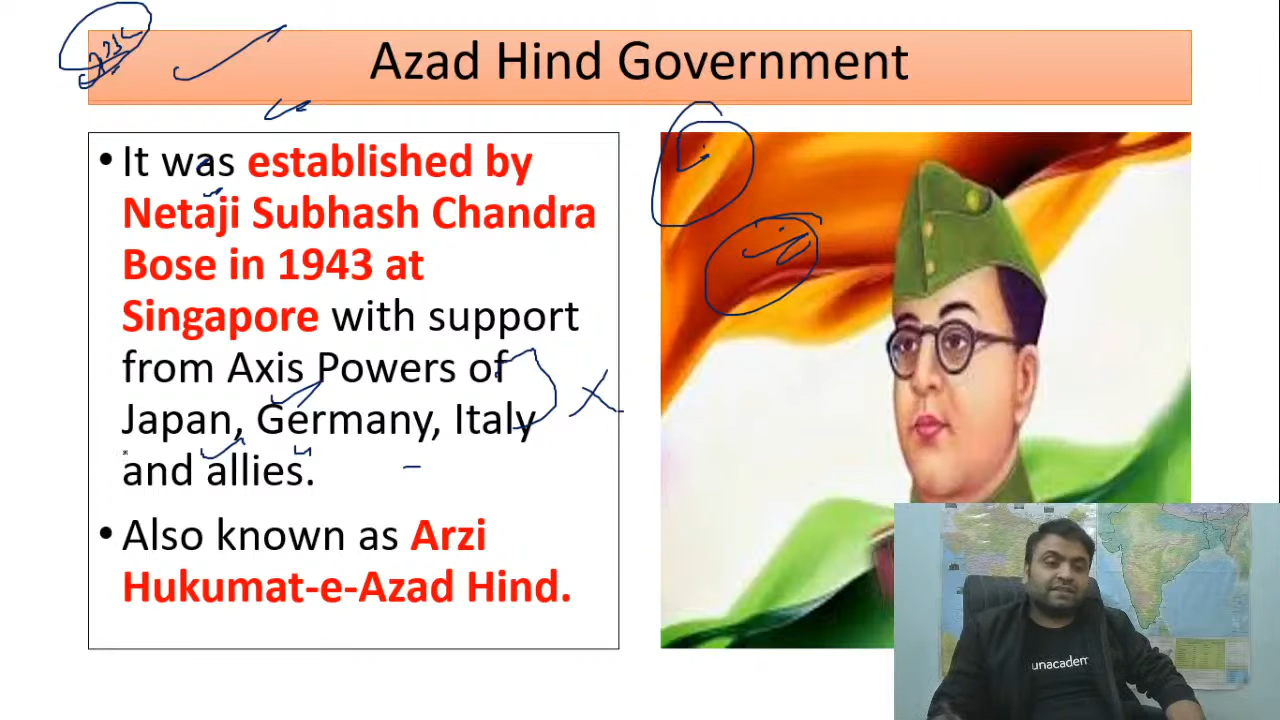 Azad Hind Government
• It was established by
Netaji Subhash Chandra
Bose in 1943 at
Singapore with support
from Axis Powers of
Japan, Germany, Italy
and allies.
• Also known as Arzi
Hukumat-e-Azad Hind.
unacadem